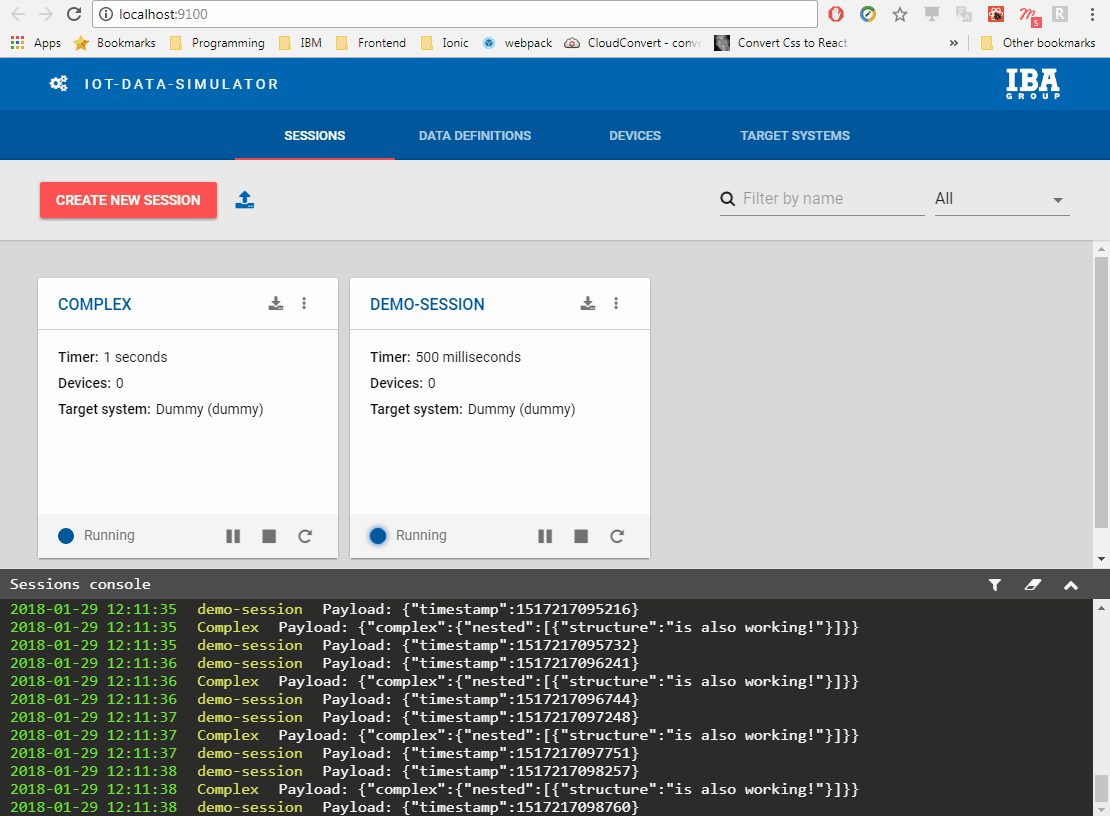 localhost:9100
Apps Bookmarks Programming IBM Frontend Ionic webpack CloudConvert - conve Convert Css to React » Other bookmarks
IOT-DATA-SIMULATOR
IBA
GROUP
SESSIONS DATA DEFINITIONS DEVICES TARGET SYSTEMS
CREATE NEW SESSION Filter by name All
COMPLEX
Timer: 1 seconds
Devices: 0
Target system: Dummy (dummy)
Running
DEMO-SESSION
Timer: 500 milliseconds
Devices: 0
Target system: Dummy (dummy)
Running
Sessions console
2018-01-29 12:11:35 demo-session Payload: {"timestamp":1517217095216}
2018-01-29 12:11:35 Complex Payload: {"complex":{"nested":[{"structure":"is also working!"}]}}
2018-01-29 12:11:35 demo-session Payload: {"timestamp":1517217095732}
2018-01-29 12:11:36 demo-session Payload: {"timestamp":1517217096241}
2018-01-29 12:11:36 Complex Payload: {"complex":{"nested":[{"structure":"is also working!"}]}}
2018-01-29 12:11:36 demo-session Payload: {"timestamp":1517217096744}
2018-01-29 12:11:37 demo-session Payload: {"timestamp":1517217097248}
2018-01-29 12:11:37 Complex Payload: {"complex":{"nested":[{"structure":"is also working!"}]}}
2018-01-29 12:11:37 demo-session Payload: {"timestamp":1517217097751}
2018-01-29 12:11:38 demo-session Payload: {"timestamp":1517217098257}
2018-01-29 12:11:38 Complex Payload: {"complex":{"nested":[{"structure":"is also working!"}]}}
2018-01-29 12:11:38 demo-session Payload: {"timestamp":1517217098760}